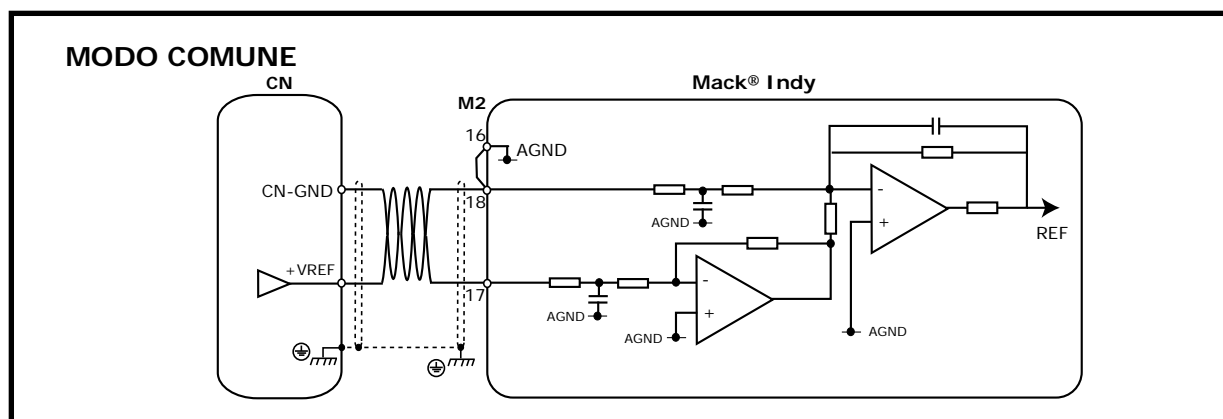 MODO COMUNE
CN
Mack® Indy
M2
16
AGND
CN-GND
18
AGND
-
+
REF
+VREF
17
-
+
AGND
AGND
AGND